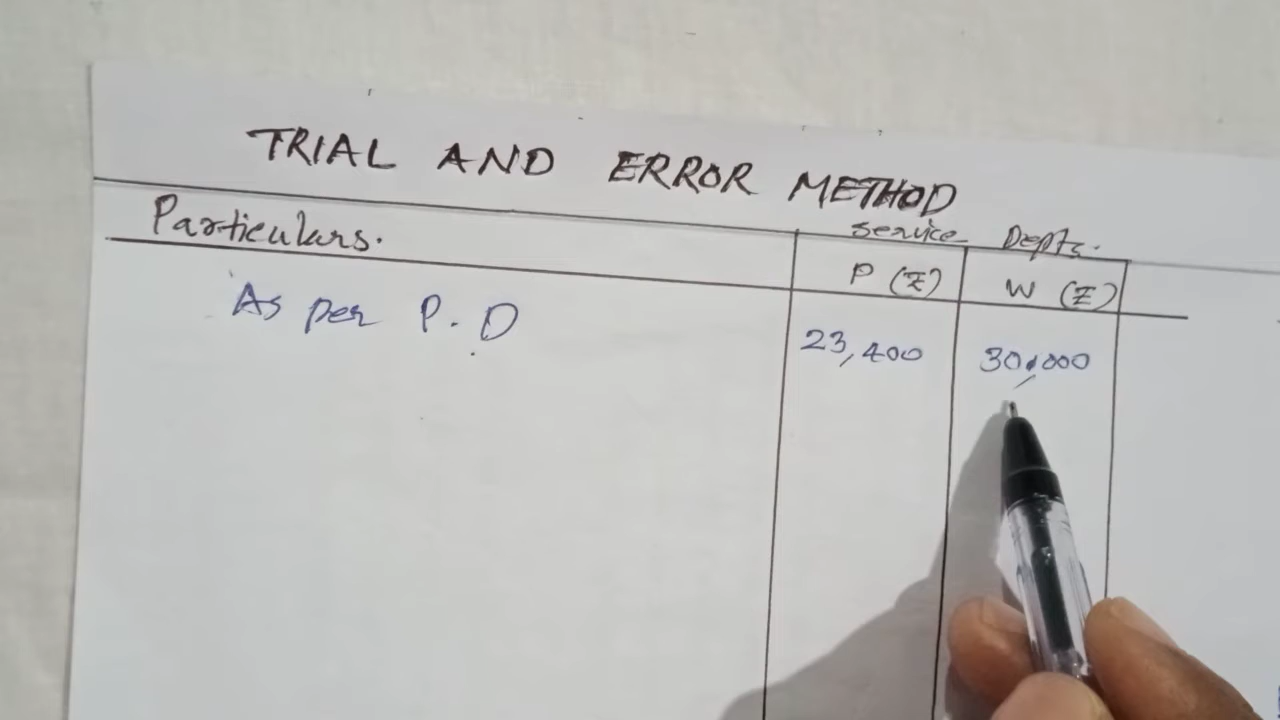 TRIAL AND ERROR METHOD
Particulars. Service Depts.
P (₹) W (₹)
As per P.D 23,400 30,000